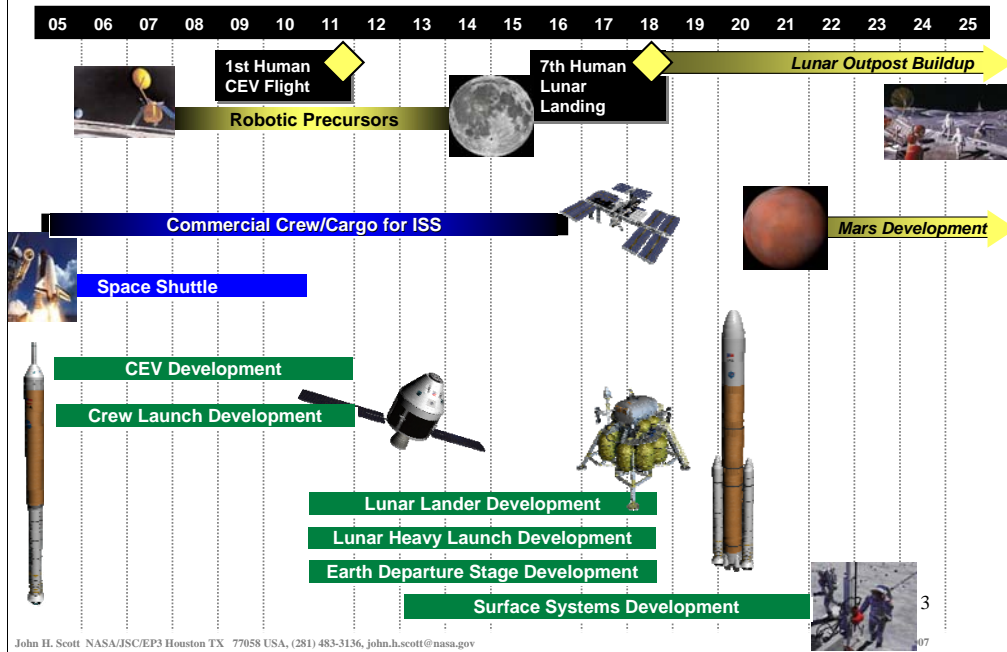 05 06 07 08 09 10 11 12 13 14 15 16 17 18 19 20 21 22 23 24 25
1st Human
CEV Flight
7th Human
Lunar
Landing
Lunar Outpost Buildup
Robotic Precursors
Commercial Crew/Cargo for ISS
Mars Development
Space Shuttle
CEV Development
Crew Launch Development
Lunar Lander Development
Lunar Heavy Launch Development
Earth Departure Stage Development
Surface Systems Development
3
John H. Scott NASA/JSC/EP3 Houston TX 77058 USA, (281) 483-3136, john.h.scott@nasa.gov
07